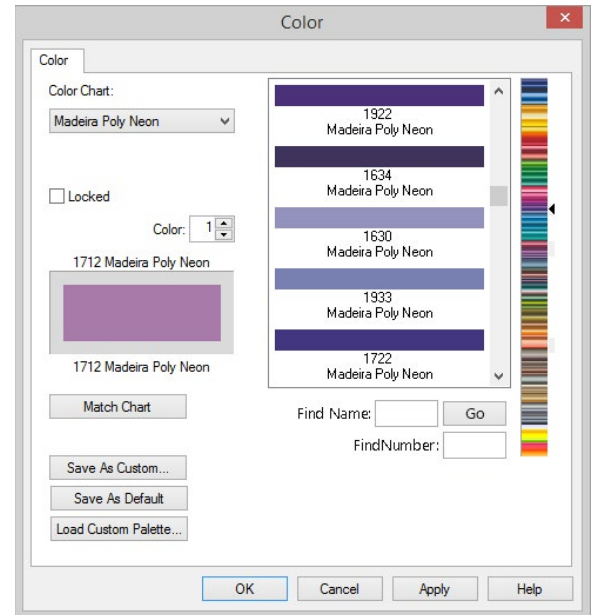 Color
Color
Color Chart:
Madeira Poly Neon
Locked
Color: 1
1712 Madeira Poly Neon
1712 Madeira Poly Neon
Match Chart
Save As Custom...
Save As Default
Load Custom Palette...
1922
Madeira Poly Neon
1634
Madeira Poly Neon
1630
Madeira Poly Neon
1933
Madeira Poly Neon
1722
Madeira Poly Neon
Find Name: Go
FindNumber:
OK Cancel Apply Help